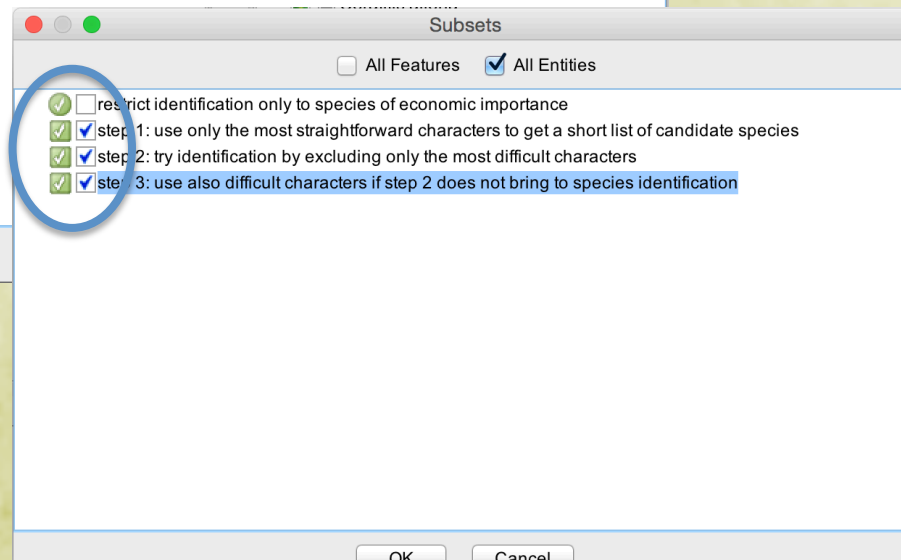 Subsets
All Features All Entities
restrict identification only to species of economic importance
step 1: use only the most straightforward characters to get a short list of candidate species
step 2: try identification by excluding only the most difficult characters
step 3: use also difficult characters if step 2 does not bring to species identification
OK Cancel